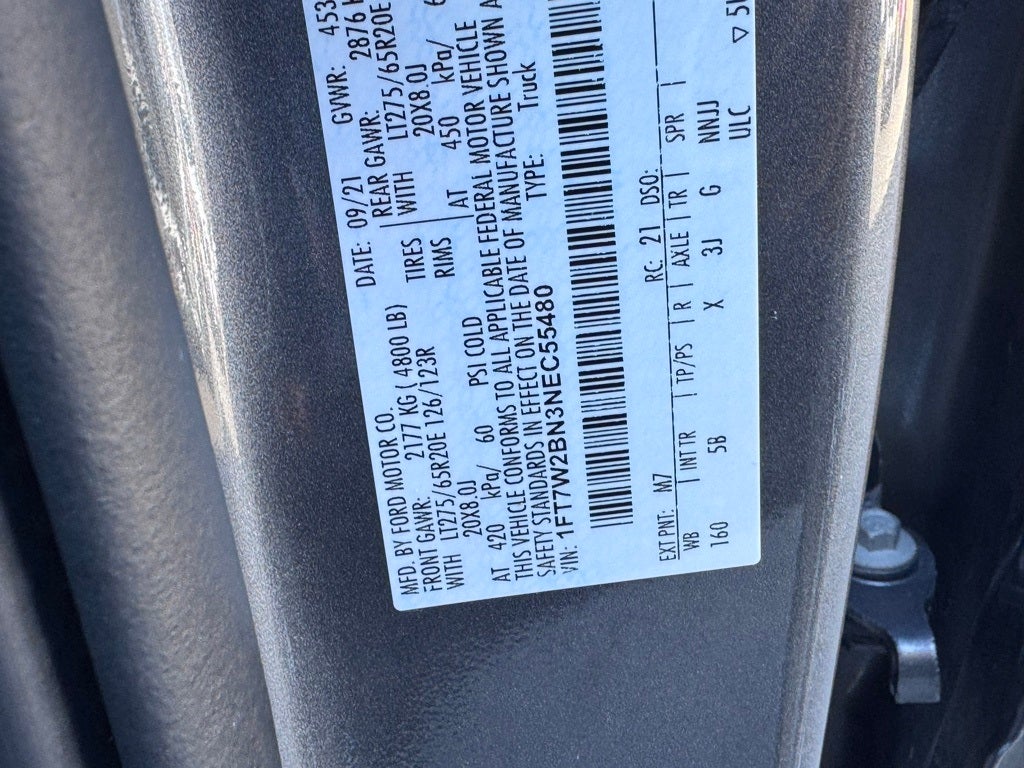 MFD. BY FORD MOTOR CO.
DATE: 09/21 GVWR: 453
FRONT GAWR: 2177 KG ( 4800 LB) REAR GAWR: 2876
WITH LT275/65R20E 126/123R TIRES WITH LT275/65R20E
20X8.0J RIMS 20X8.0J
AT 420 kPa/ 60 PSI COLD AT 450 kPa/ 6
THIS VEHICLE CONFORMS TO ALL APPLICABLE FEDERAL MOTOR VEHICLE
SAFETY STANDARDS IN EFFECT ON THE DATE OF MANUFACTURE SHOWN A
VIN: 1FT7W2BN3NEC55480 TYPE: Truck
EXT PNT: M7 RC: 21 DSO:
WB INT TR TP/PS R AXLE TR SPR
160 5B X 3J G NNJJ
ULC